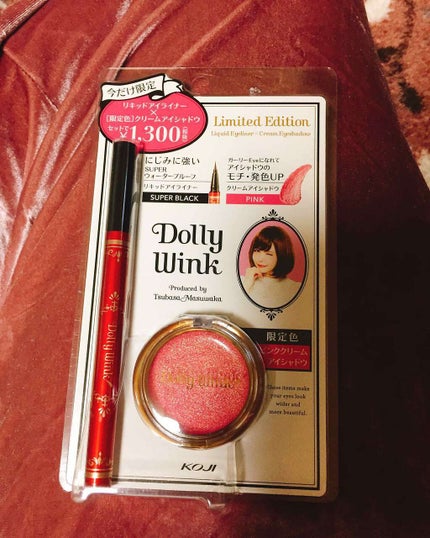 今だけ限定
リキッドアイライナー
×
[限定色]クリームアイシャドウ
セットで ¥1,300(税抜)
Limited Edition
Liquid Eyeliner × Cream Eyeshadow
にじみに強い
SUPER
ウォータープルーフ
リキッドアイライナー
SUPER BLACK
ガーリーEyeになれて
アイシャドウの
モチ・発色UP
クリームアイシャドウ
PINK
Dolly
Wink
Produced by
Tsubasa Masuwaka
限定色
ピンククリーム
アイシャドウ
These items make
your eyes look
wider and
more beautiful.
Dolly Wink
Dolly Wink
KOJI